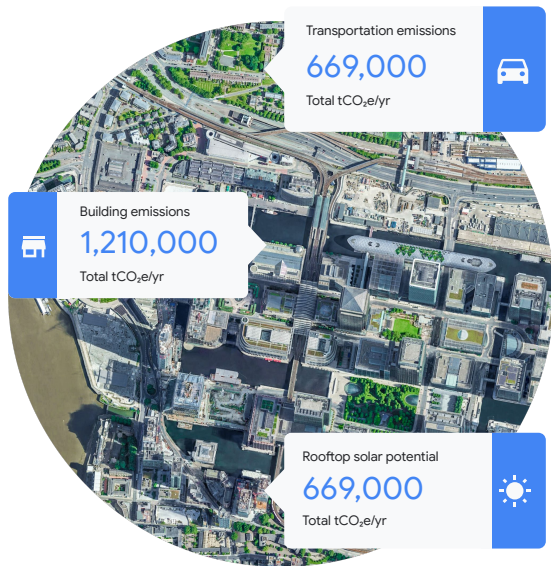 Transportation emissions
669,000
Total tCO₂e/yr
Building emissions
1,210,000
Total tCO₂e/yr
Rooftop solar potential
669,000
Total tCO₂e/yr